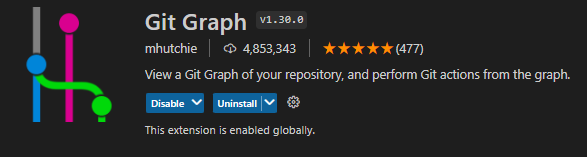 Git Graph v1.30.0
mhutchie 4,853,343 (477)
View a Git Graph of your repository, and perform Git actions from the graph.
Disable Uninstall
This extension is enabled globally.